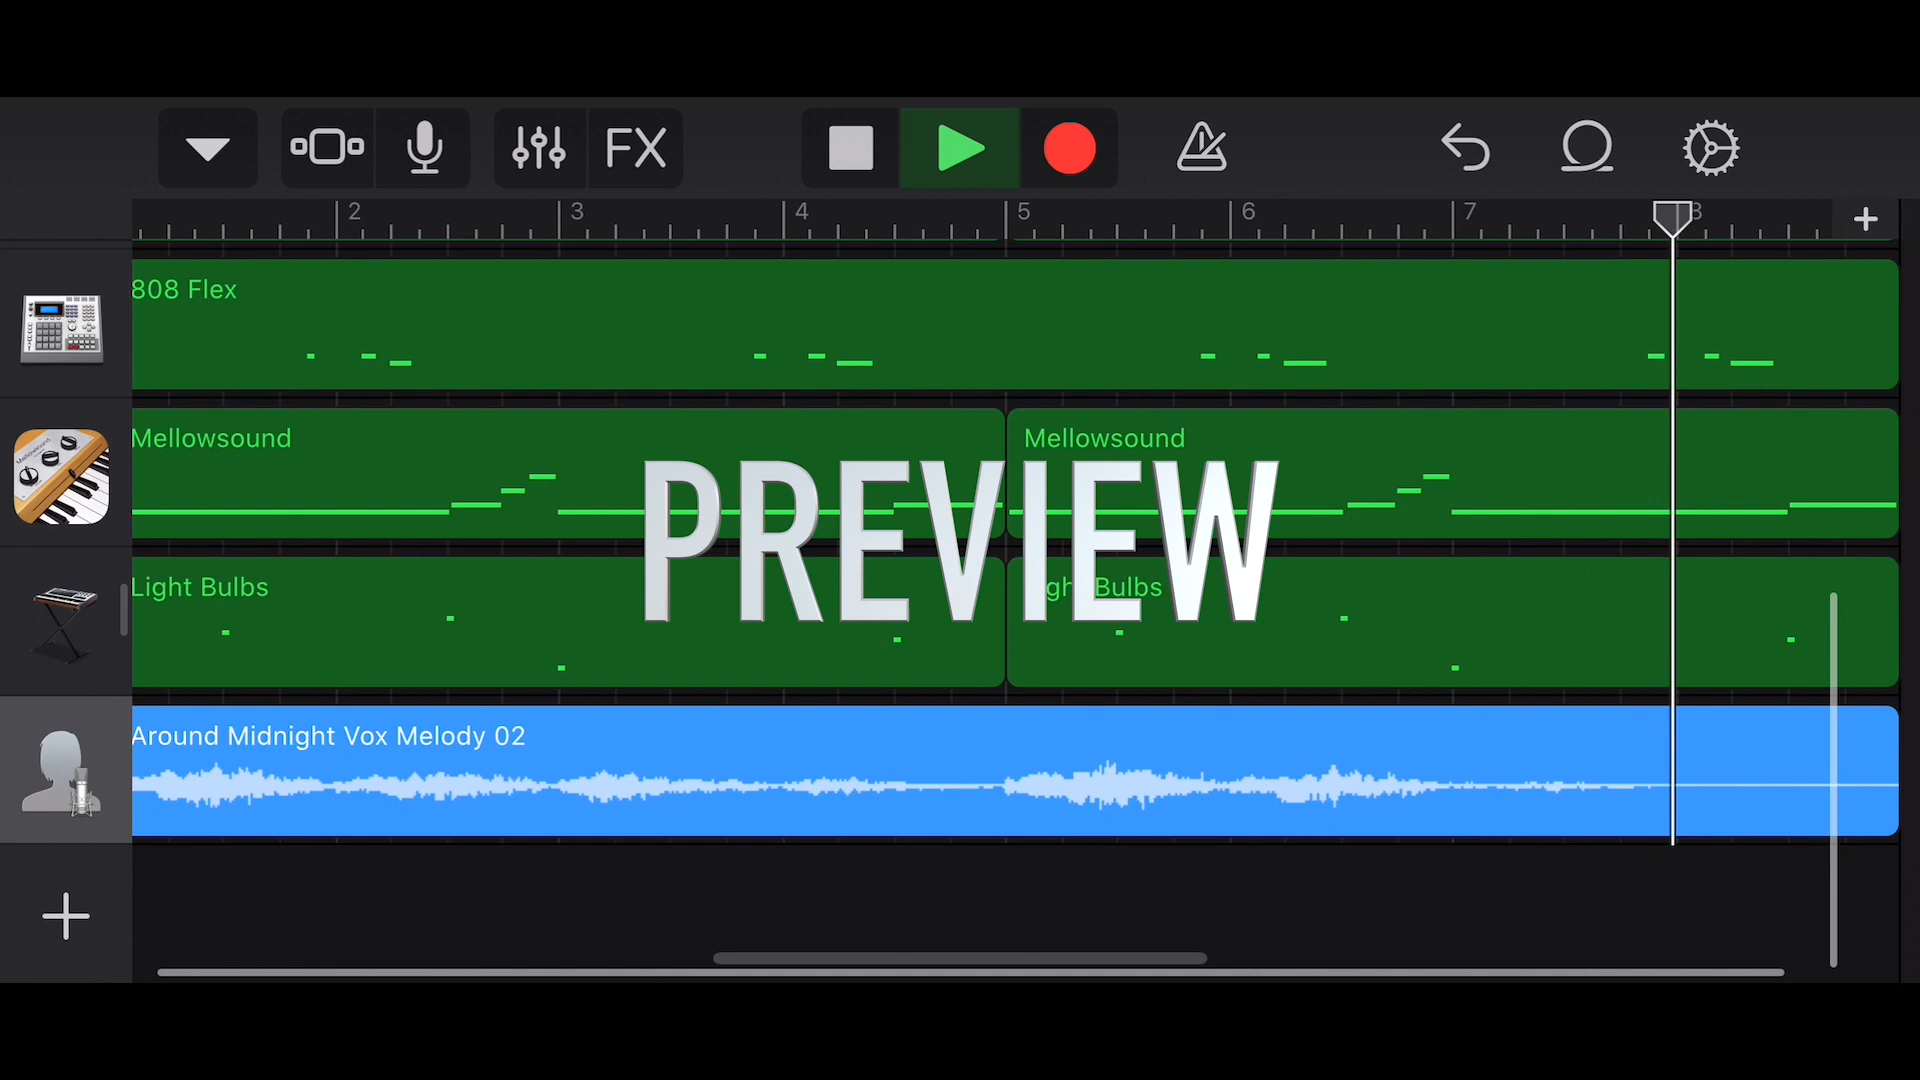 FX
2 3 4 5 6 7 8
808 Flex
Mellowsound Mellowsound
PREVIEW
Light Bulbs
Bulbs
Around Midnight Vox Melody 02